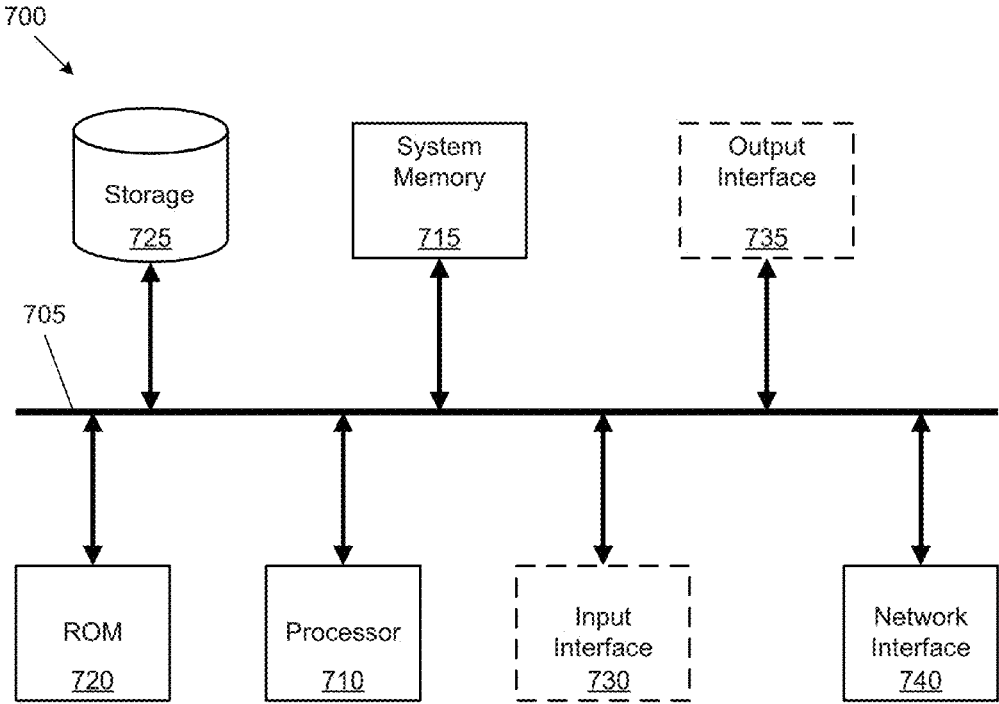 700
Storage
725
System
Memory
715
Output
Interface
735
705
ROM
720
Processor
710
Input
Interface
730
Network
Interface
740